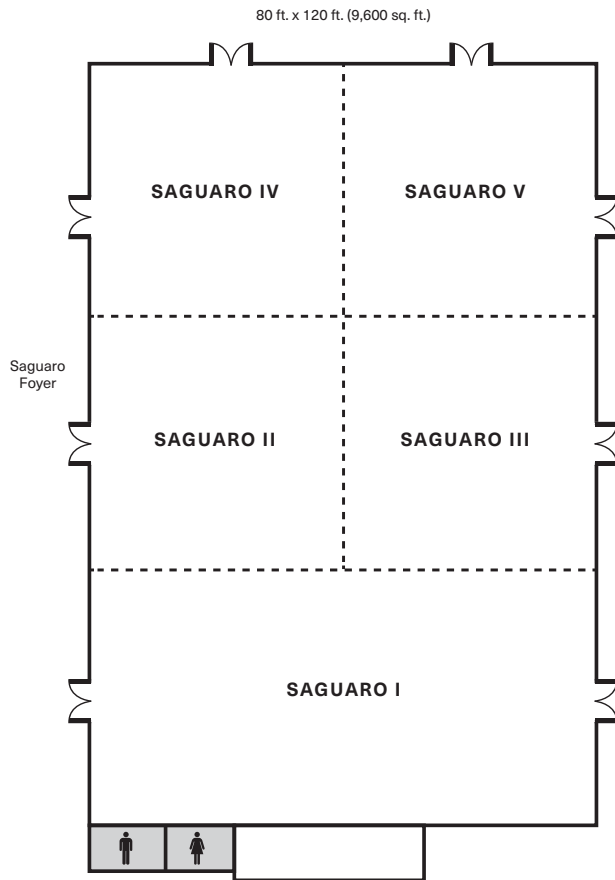 80 ft. x 120 ft. (9,600 sq. ft.)
SAGUARO IV
SAGUARO V
Saguaro
Foyer
SAGUARO II
SAGUARO III
SAGUARO I